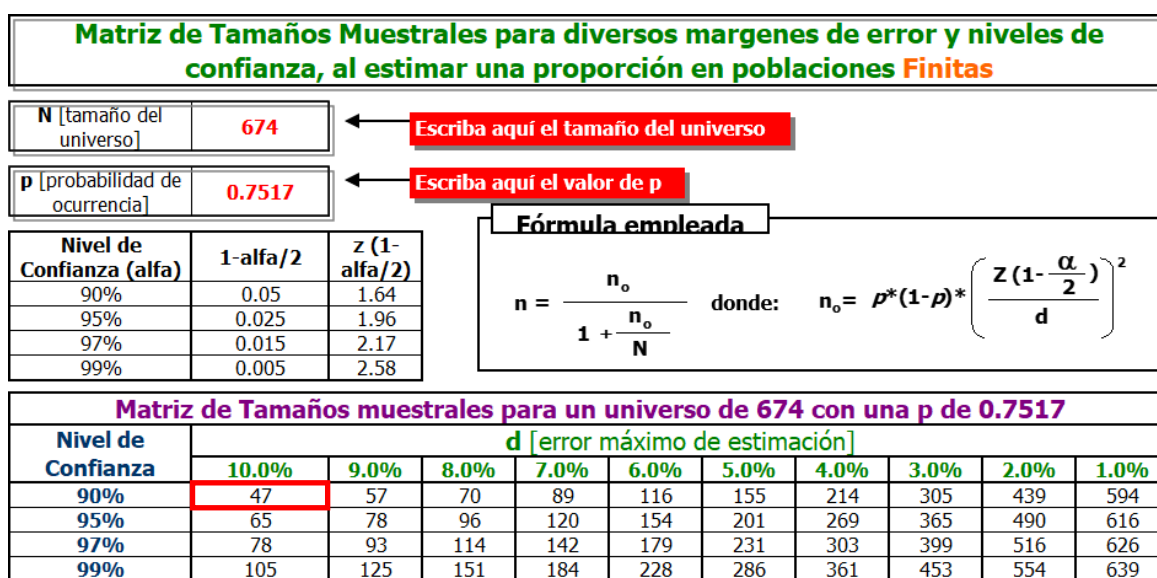 Matriz de Tamaños Muestrales para diversos margenes de error y niveles de
confianza, al estimar una proporción en poblaciones Finitas
N [tamaño del
universo]
674
Escriba aquí el tamaño del universo
p [probabilidad de
ocurrencia]
0.7517
Escriba aquí el valor de p
Nivel de
Confianza (alfa)
1-alfa/2
z (1-
alfa/2)
90% 0.05 1.64
95% 0.025 1.96
97% 0.015 2.17
99% 0.005 2.58
Fórmula empleada
n = n₀ / (1 + n₀/N) donde: n₀= p*(1-p)* (Z (1- α/2) / d)²
Matriz de Tamaños muestrales para un universo de 674 con una p de 0.7517
Nivel de
Confianza
d [error máximo de estimación]
10.0% 9.0% 8.0% 7.0% 6.0% 5.0% 4.0% 3.0% 2.0% 1.0%
90% 47 57 70 89 116 155 214 305 439 594
95% 65 78 96 120 154 201 269 365 490 616
97% 78 93 114 142 179 231 303 399 516 626
99% 105 125 151 184 228 286 361 453 554 639